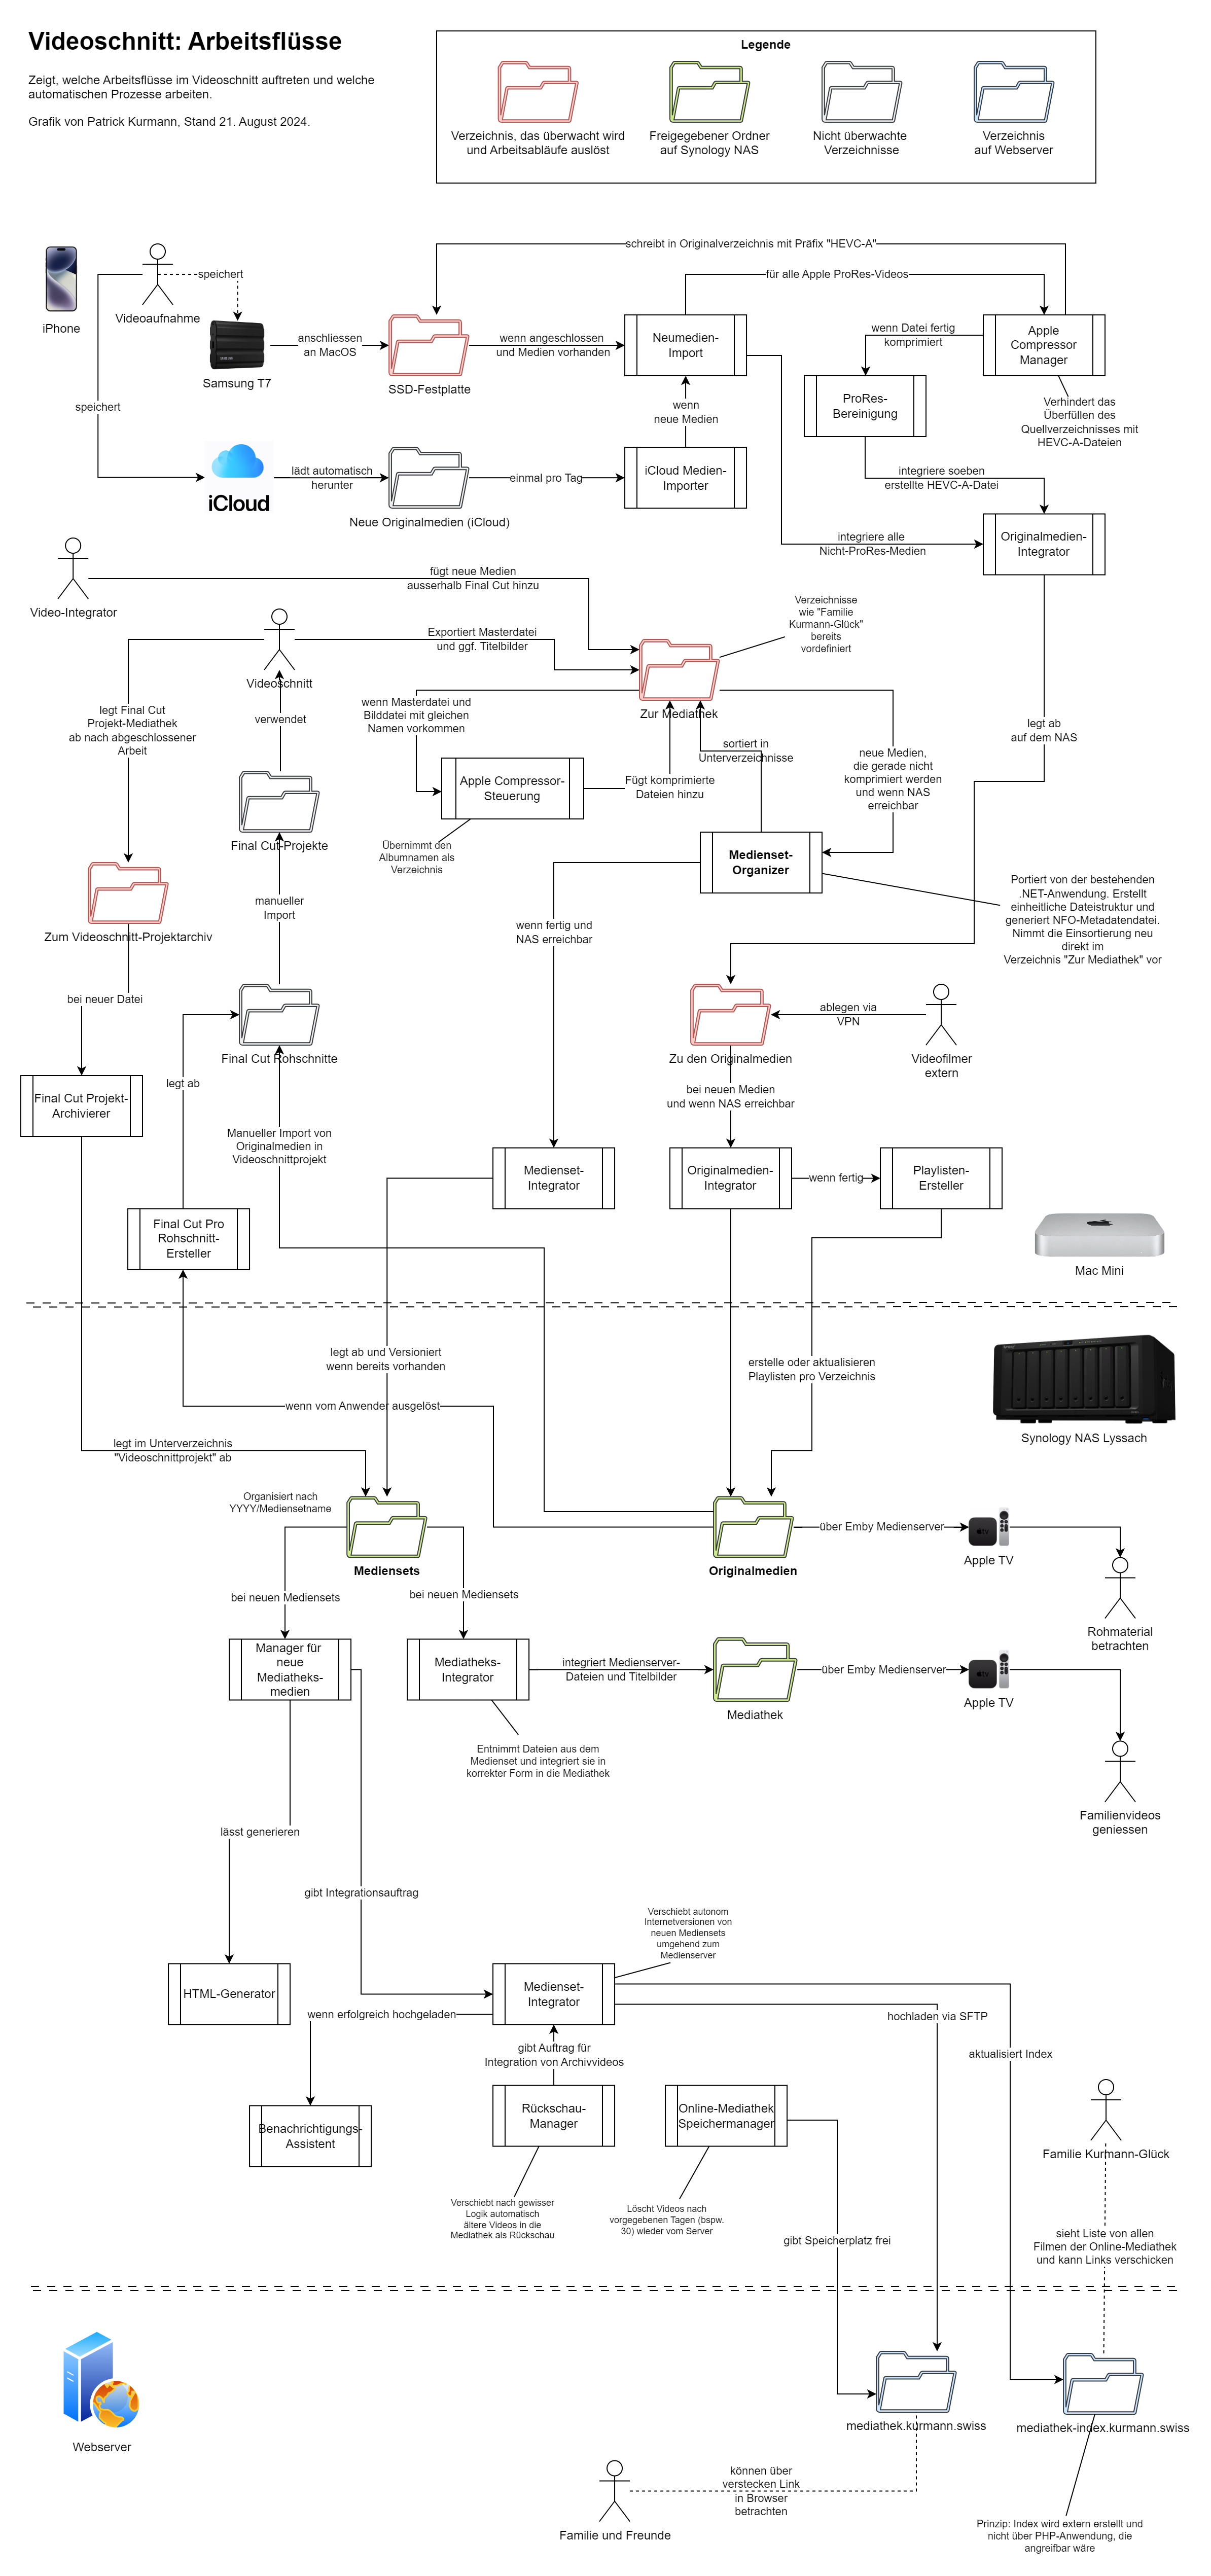 Videoschnitt: Arbeitsflüsse
Zeigt, welche Arbeitsflüsse im Videoschnitt auftreten und welche
automatischen Prozesse arbeiten.
Grafik von Patrick Kurmann, Stand 21. August 2024.
Legende
Verzeichnis, das überwacht wird
und Arbeitsabläufe auslöst
Freigegebener Ordner
auf Synology NAS
Nicht überwachte
Verzeichnisse
Verzeichnis
auf Webserver
schreibt in Originalverzeichnis mit Präfix "HEVC-A"
für alle Apple ProRes-Videos
speichert
iPhone
Videoaufnahme
Samsung T7
anschliessen
an MacOS
SSD-Festplatte
wenn angeschlossen
und Medien vorhanden
Neumedien-
Import
wenn Datei fertig
komprimiert
Apple
Compressor
Manager
ProRes-
Bereinigung
Verhindert das
Überfüllen des
Quellverzeichnisses mit
HEVC-A-Dateien
speichert
wenn
neue Medien
iCloud
lädt automatisch
herunter
Neue Originalmedien (iCloud)
einmal pro Tag
iCloud Medien-
Importer
integriere soeben
erstellte HEVC-A-Datei
integriere alle
Nicht-ProRes-Medien
Originalmedien-
Integrator
Video-Integrator
fügt neue Medien
ausserhalb Final Cut hinzu
Verzeichnisse
wie "Familie
Kurmann-Glück"
bereits
vordefiniert
Exportiert Masterdatei
und ggf. Titelbilder
Videoschnitt
Zur Mediathek
legt Final Cut
Projekt-Mediathek
ab nach abgeschlossener
Arbeit
verwendet
wenn Masterdatei und
Bilddatei mit gleichen
Namen vorkommen
sortiert in
Unterverzeichnisse
neue Medien,
die gerade nicht
komprimiert werden
und wenn NAS
erreichbar
legt ab
auf dem NAS
Apple Compressor-
Steuerung
Fügt komprimierte
Dateien hinzu
Final Cut-Projekte
Übernimmt den
Albumnamen als
Verzeichnis
Medienset-
Organizer
Portiert von der bestehenden
.NET-Anwendung. Erstellt
einheitliche Dateistruktur und
generiert NFO-Metadatendatei.
Nimmt die Einsortierung neu
direkt im
Verzeichnis "Zur Mediathek" vor
Zum Videoschnitt-Projektarchiv
manueller
Import
wenn fertig und
NAS erreichbar
bei neuer Datei
Final Cut Rohschnitte
Zu den Originalmedien
ablegen via
VPN
Videofilmer
extern
legt ab
Final Cut Projekt-
Archivierer
bei neuen Medien
und wenn NAS erreichbar
Manueller Import von
Originalmedien in
Videoschnittprojekt
Medienset-
Integrator
Originalmedien-
Integrator
wenn fertig
Playlisten-
Ersteller
Final Cut Pro
Rohschnitt-
Ersteller
Mac Mini
legt ab und Versioniert
wenn bereits vorhanden
erstelle oder aktualisieren
Playlisten pro Verzeichnis
wenn vom Anwender ausgelöst
Synology NAS Lyssach
legt im Unterverzeichnis
"Videoschnittprojekt" ab
Organisiert nach
YYYY/Mediensetname
Mediensets
Originalmedien
über Emby Medienserver
Apple TV
bei neuen Mediensets
bei neuen Mediensets
Rohmaterial
betrachten
Manager für
neue
Mediatheks-
medien
Mediatheks-
Integrator
integriert Medienserver-
Dateien und Titelbilder
Mediathek
über Emby Medienserver
Apple TV
Entnimmt Dateien aus dem
Medienset und integriert sie in
korrekter Form in die Mediathek
Familienvideos
geniessen
lässt generieren
gibt Integrationsauftrag
Verschiebt autonom
Internetversionen von
neuen Mediensets
umgehend zum
Medienserver
HTML-Generator
Medienset-
Integrator
wenn erfolgreich hochgeladen
hochladen via SFTP
gibt Auftrag für
Integration von Archivvideos
aktualisiert Index
Benachrichtigungs-
Assistent
Rückschau-
Manager
Online-Mediathek
Speichermanager
Familie Kurmann-Glück
Verschiebt nach gewisser
Logik automatisch
ältere Videos in die
Mediathek als Rückschau
Löscht Videos nach
vorgegebenen Tagen (bspw.
30) wieder vom Server
gibt Speicherplatz frei
sieht Liste von allen
Filmen der Online-Mediathek
und kann Links verschicken
Webserver
mediathek.kurmann.swiss
mediathek-index.kurmann.swiss
können über
verstecken Link
in Browser
betrachten
Familie und Freunde
Prinzip: Index wird extern erstellt und
nicht über PHP-Anwendung, die
angreifbar wäre